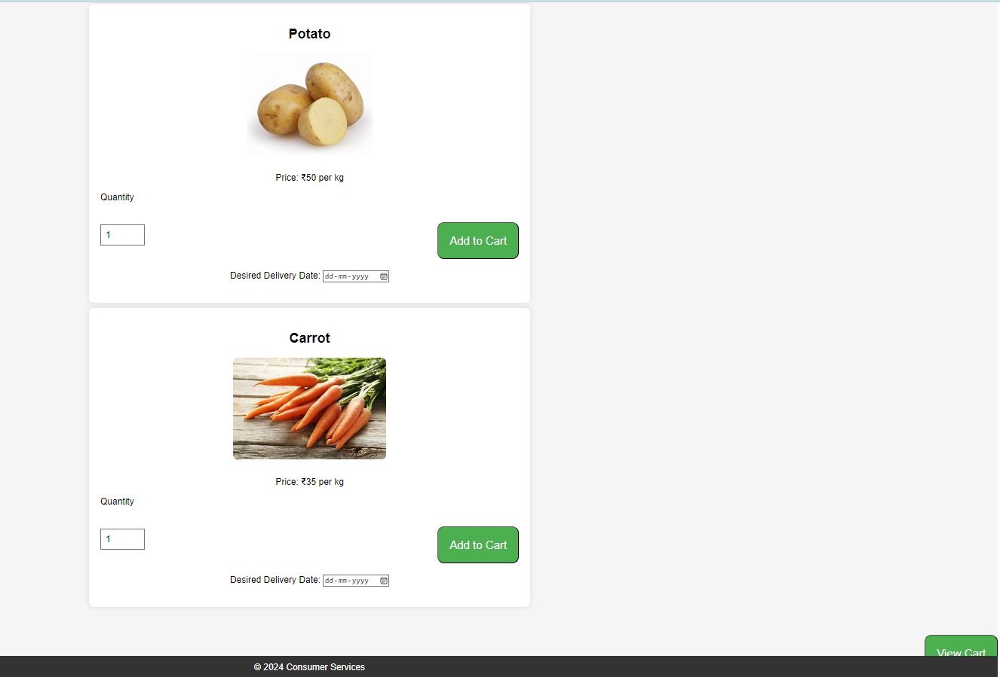 Potato
Price: ₹50 per kg
Quantity
1
Add to Cart
Desired Delivery Date: dd-mm-yyyy
Carrot
Price: ₹35 per kg
Quantity
1
Add to Cart
Desired Delivery Date: dd-mm-yyyy
View Cart
© 2024 Consumer Services